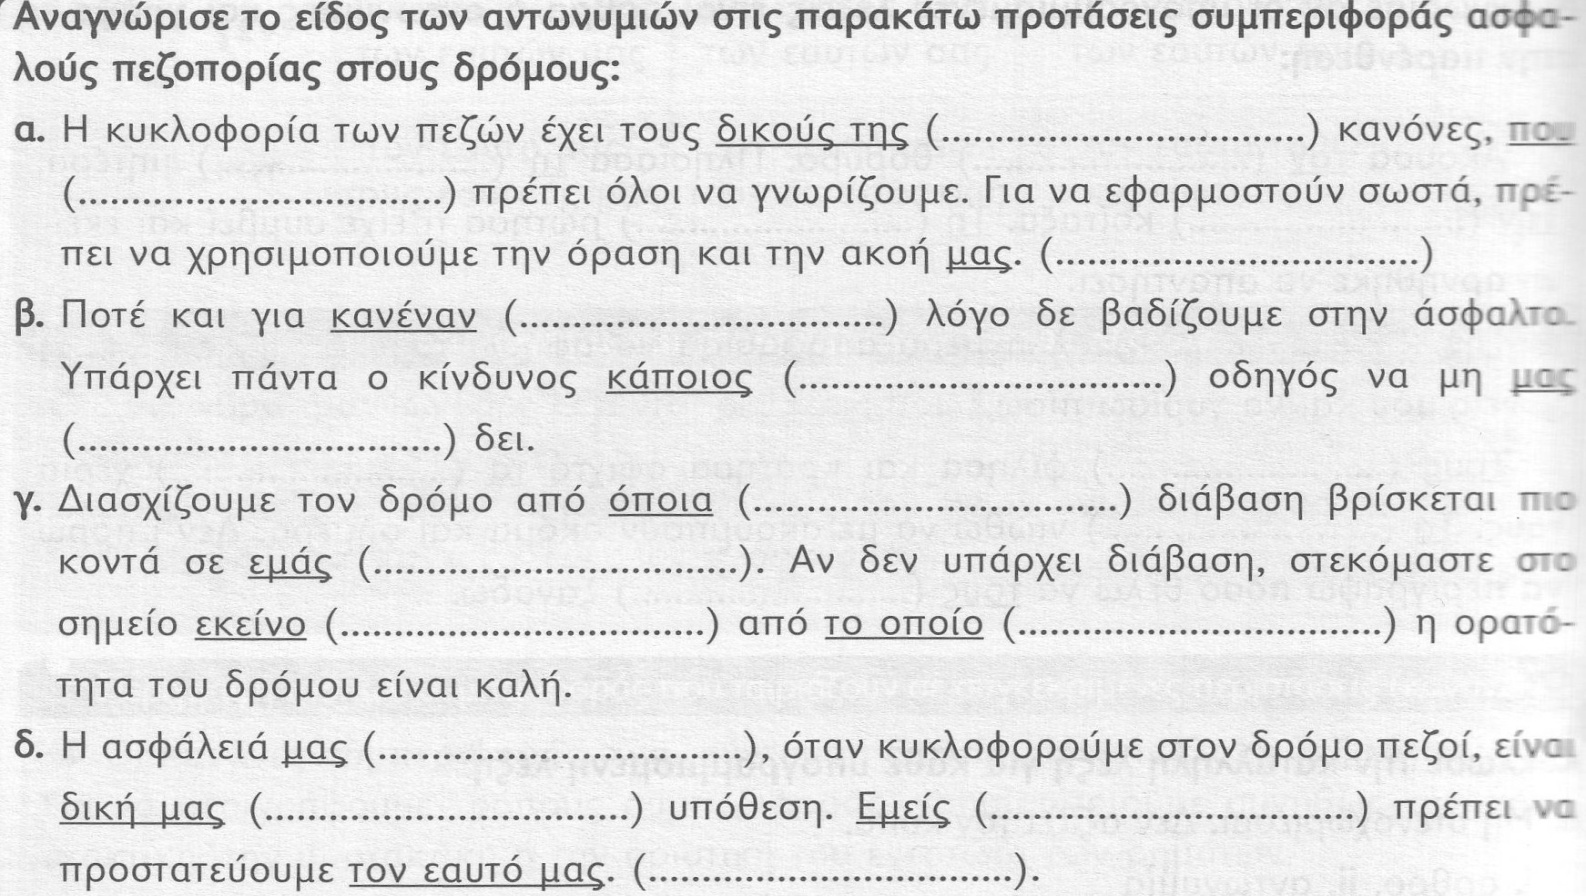 Αναγνώρισε το είδος των αντωνυμιών στις παρακάτω προτάσεις συμπεριφοράς ασφα-
λούς πεζοπορίας στους δρόμους:
α. Η κυκλοφορία των πεζών έχει τους δικούς της (.................................) κανόνες, που
(.................................) πρέπει όλοι να γνωρίζουμε. Για να εφαρμοστούν σωστά, πρέ-
πει να χρησιμοποιούμε την όραση και την ακοή μας. (.................................)
β. Ποτέ και για κανέναν (.................................) λόγο δε βαδίζουμε στην άσφαλτο.
Υπάρχει πάντα ο κίνδυνος κάποιος (.................................) οδηγός να μη μας
(.................................) δει.
γ. Διασχίζουμε τον δρόμο από όποια (.................................) διάβαση βρίσκεται πιο
κοντά σε εμάς (.................................). Αν δεν υπάρχει διάβαση, στεκόμαστε στο
σημείο εκείνο (.................................) από το οποίο (.................................) η ορατό-
τητα του δρόμου είναι καλή.
δ. Η ασφάλειά μας (.................................), όταν κυκλοφορούμε στον δρόμο πεζοί, είναι
δική μας (.................................) υπόθεση. Εμείς (.................................) πρέπει να
προστατεύουμε τον εαυτό μας. (.................................).